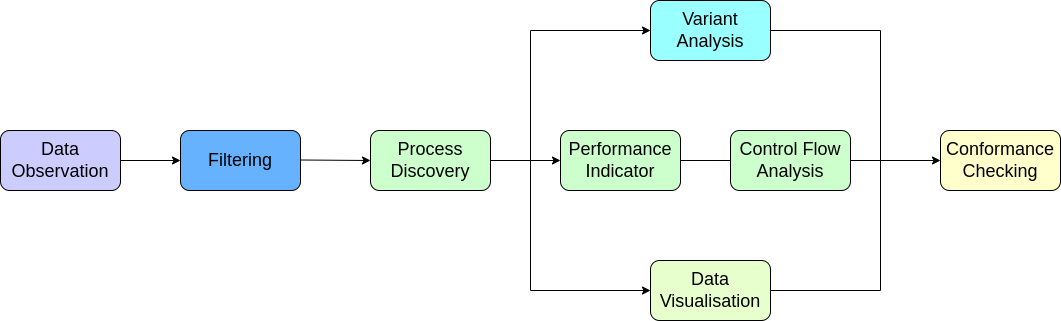 Variant
Analysis
Data
Observation
Filtering
Process
Discovery
Performance
Indicator
Control Flow
Analysis
Conformance
Checking
Data
Visualisation